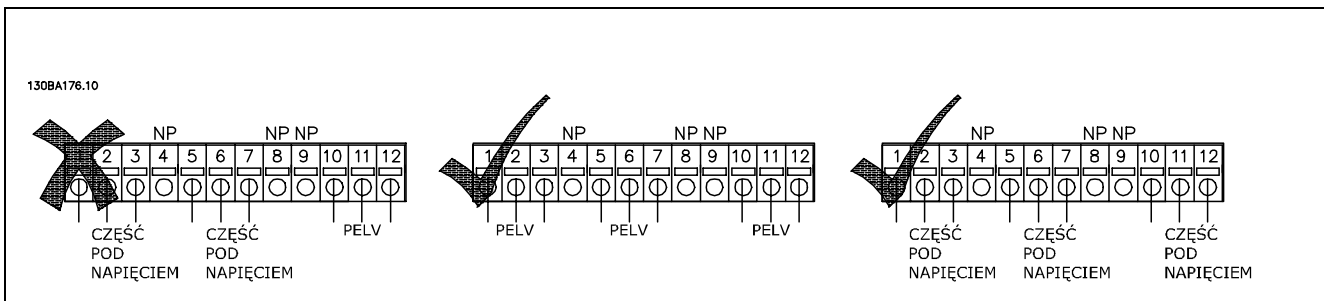 130BA176.10
NP NP NP
2 3 4 5 6 7 8 9 10 11 12
CZĘŚĆ POD NAPIĘCIEM
CZĘŚĆ POD NAPIĘCIEM
PELV
NP NP NP
1 2 3 4 5 6 7 8 9 10 11 12
PELV PELV PELV
NP NP NP
1 2 3 4 5 6 7 8 9 10 11 12
CZĘŚĆ POD NAPIĘCIEM
CZĘŚĆ POD NAPIĘCIEM
CZĘŚĆ POD NAPIĘCIEM